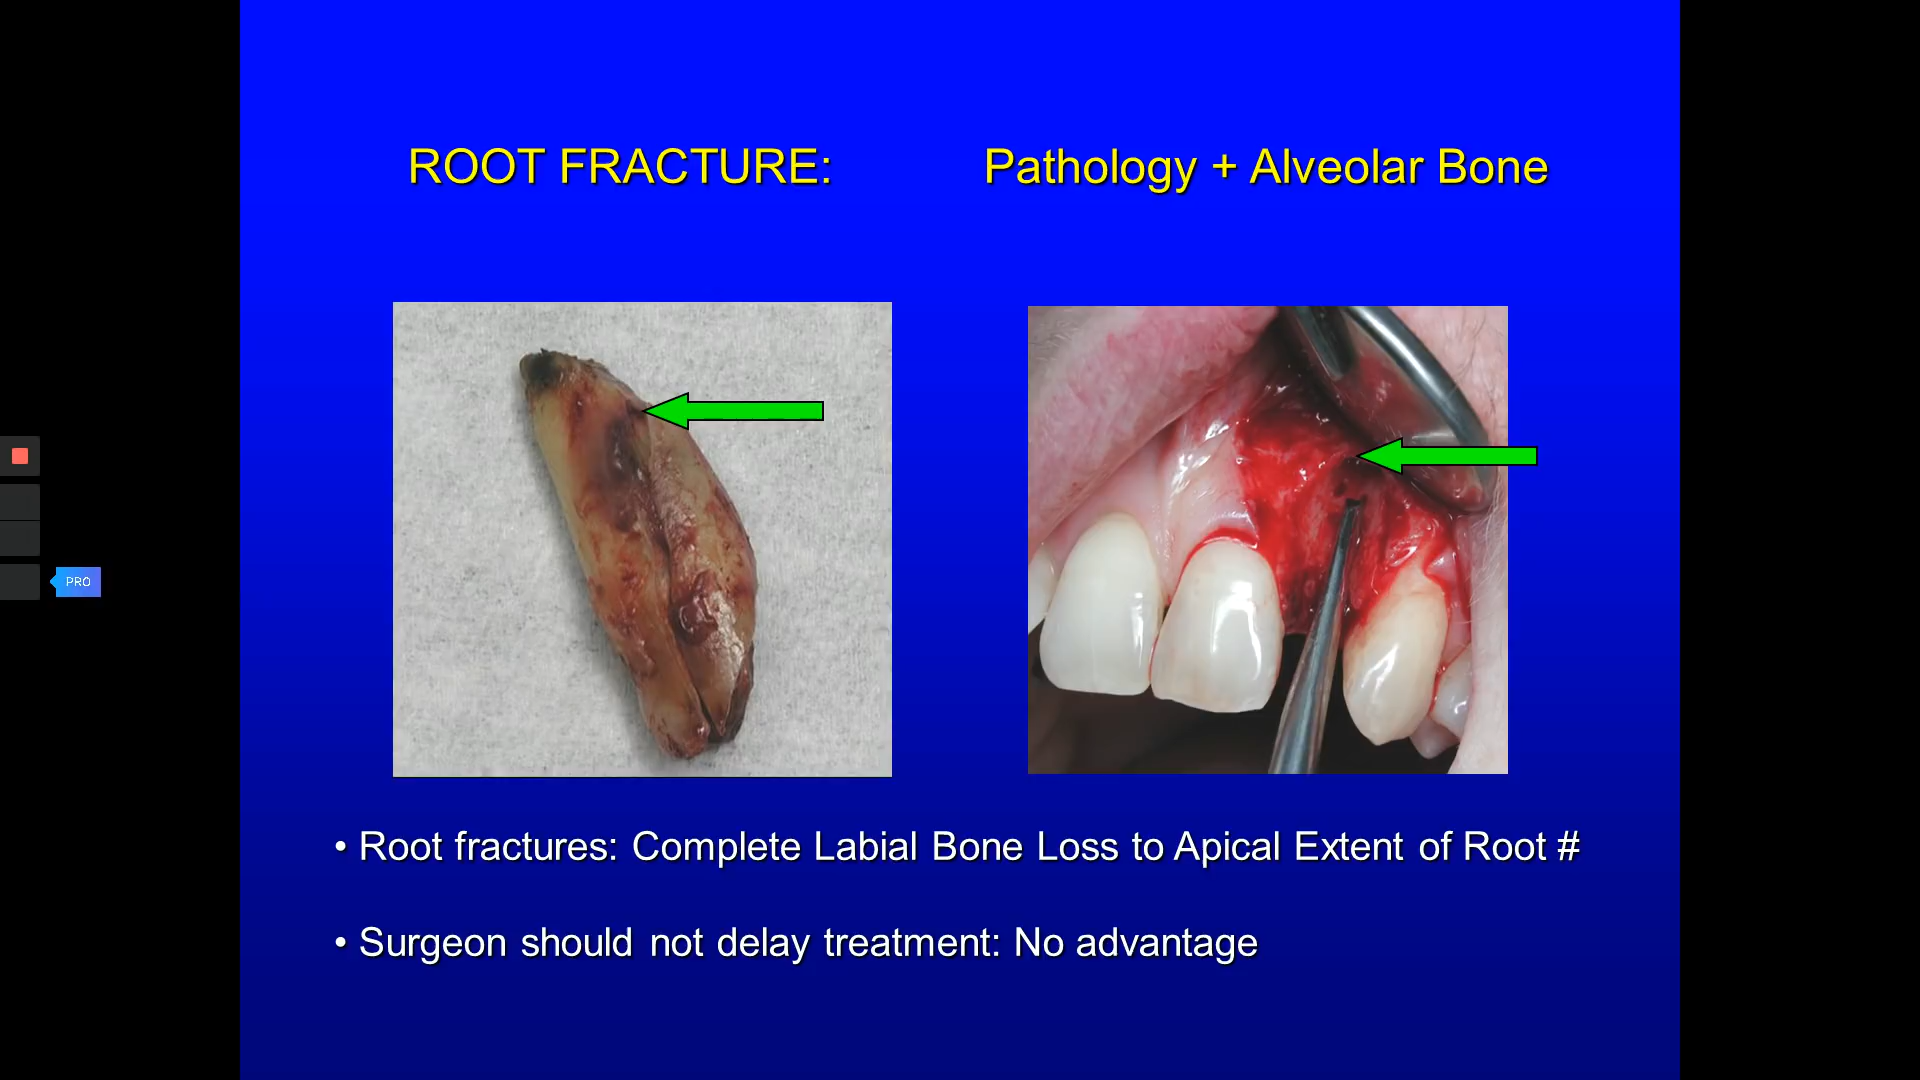 ROOT FRACTURE: Pathology + Alveolar Bone
PRO
• Root fractures: Complete Labial Bone Loss to Apical Extent of Root #
• Surgeon should not delay treatment: No advantage